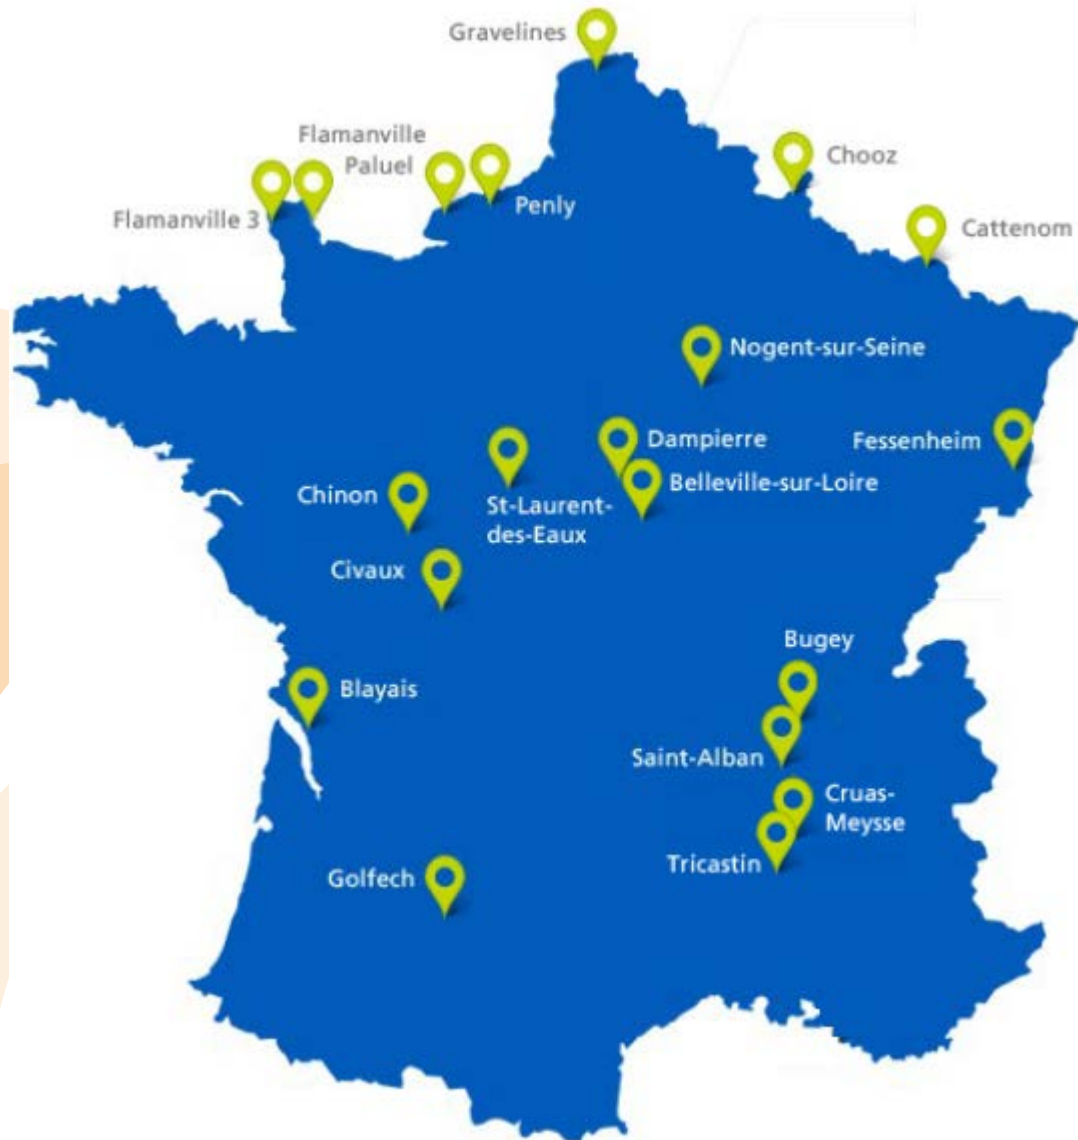 Gravelines
Flamanville
Paluel
Chooz
Penly
Flamanville 3
Cattenom
Nogent-sur-Seine
Dampierre
Fessenheim
Belleville-sur-Loire
Chinon
St-Laurent-
des-Eaux
Civaux
Bugey
Blayais
Saint-Alban
Cruas-
Meysse
Tricastin
Golfech